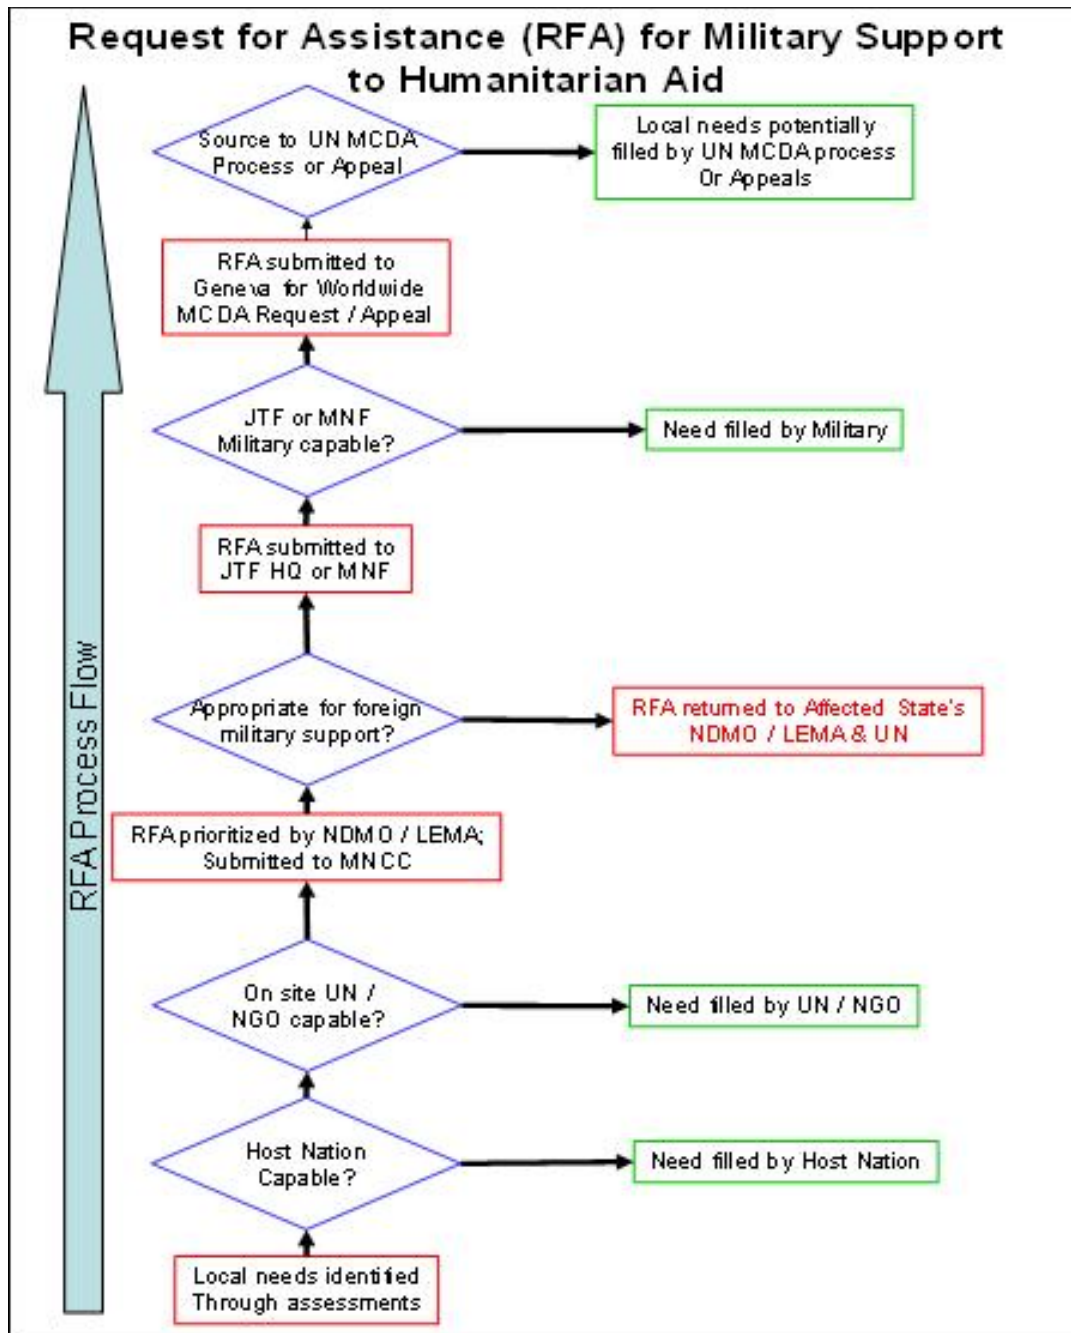 Request for Assistance (RFA) for Military Support
to Humanitarian Aid
Source to UN MCDA
Process or Appeal
Local needs potentially
filled by UN MCDA process
Or Appeals
RFA submitted to
Geneva for Worldwide
MCDA Request / Appeal
JTF or MNF
Military capable?
Need filled by Military
RFA submitted to
JTF HQ or MNF
Appropriate for foreign
military support?
RFA returned to Affected State's
NDMO / LEMA & UN
RFA prioritized by NDMO / LEMA;
Submitted to MNCC
On site UN /
NGO capable?
Need filled by UN / NGO
Host Nation
Capable?
Need filled by Host Nation
Local needs identified
Through assessments
RFA Process Flow